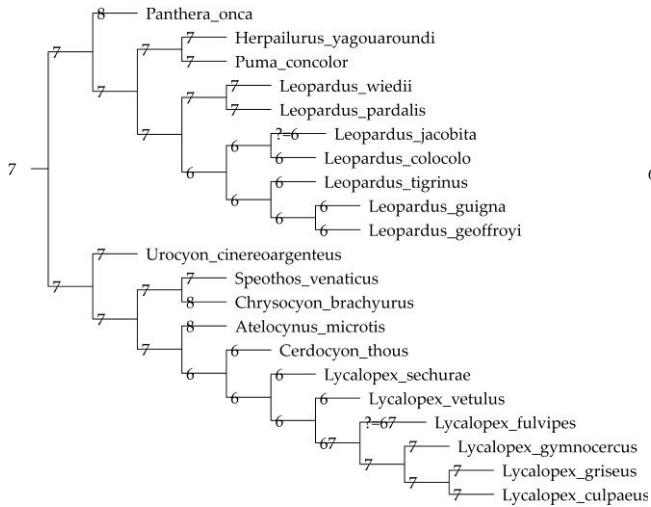 8 Panthera_onca
7 Herpailurus_yagouaroundi
7
7
7 Puma_concolor
7
7 Leopardus_wiedii
7
7 Leopardus_pardalis
7
?=6 Leopardus_jacobita
6
6 Leopardus_colocolo
7
6
6 Leopardus_tigrinus
6
6 Leopardus_guigna
6
6 Leopardus_geoffroyi
7 Urocyon_cinereoargenteus
7 Speothos_venaticus
7
7
8 Chrysocyon_brachyurus
7
8 Atelocynus_microtis
7
6 Cerdocyon_thous
6
6 Lycalopex_sechurae
6
6 Lycalopex_vetulus
6
?=67 Lycalopex_fulvipes
67
7 Lycalopex_gymnocercus
7
7 Lycalopex_griseus
7
7 Lycalopex_culpaeus